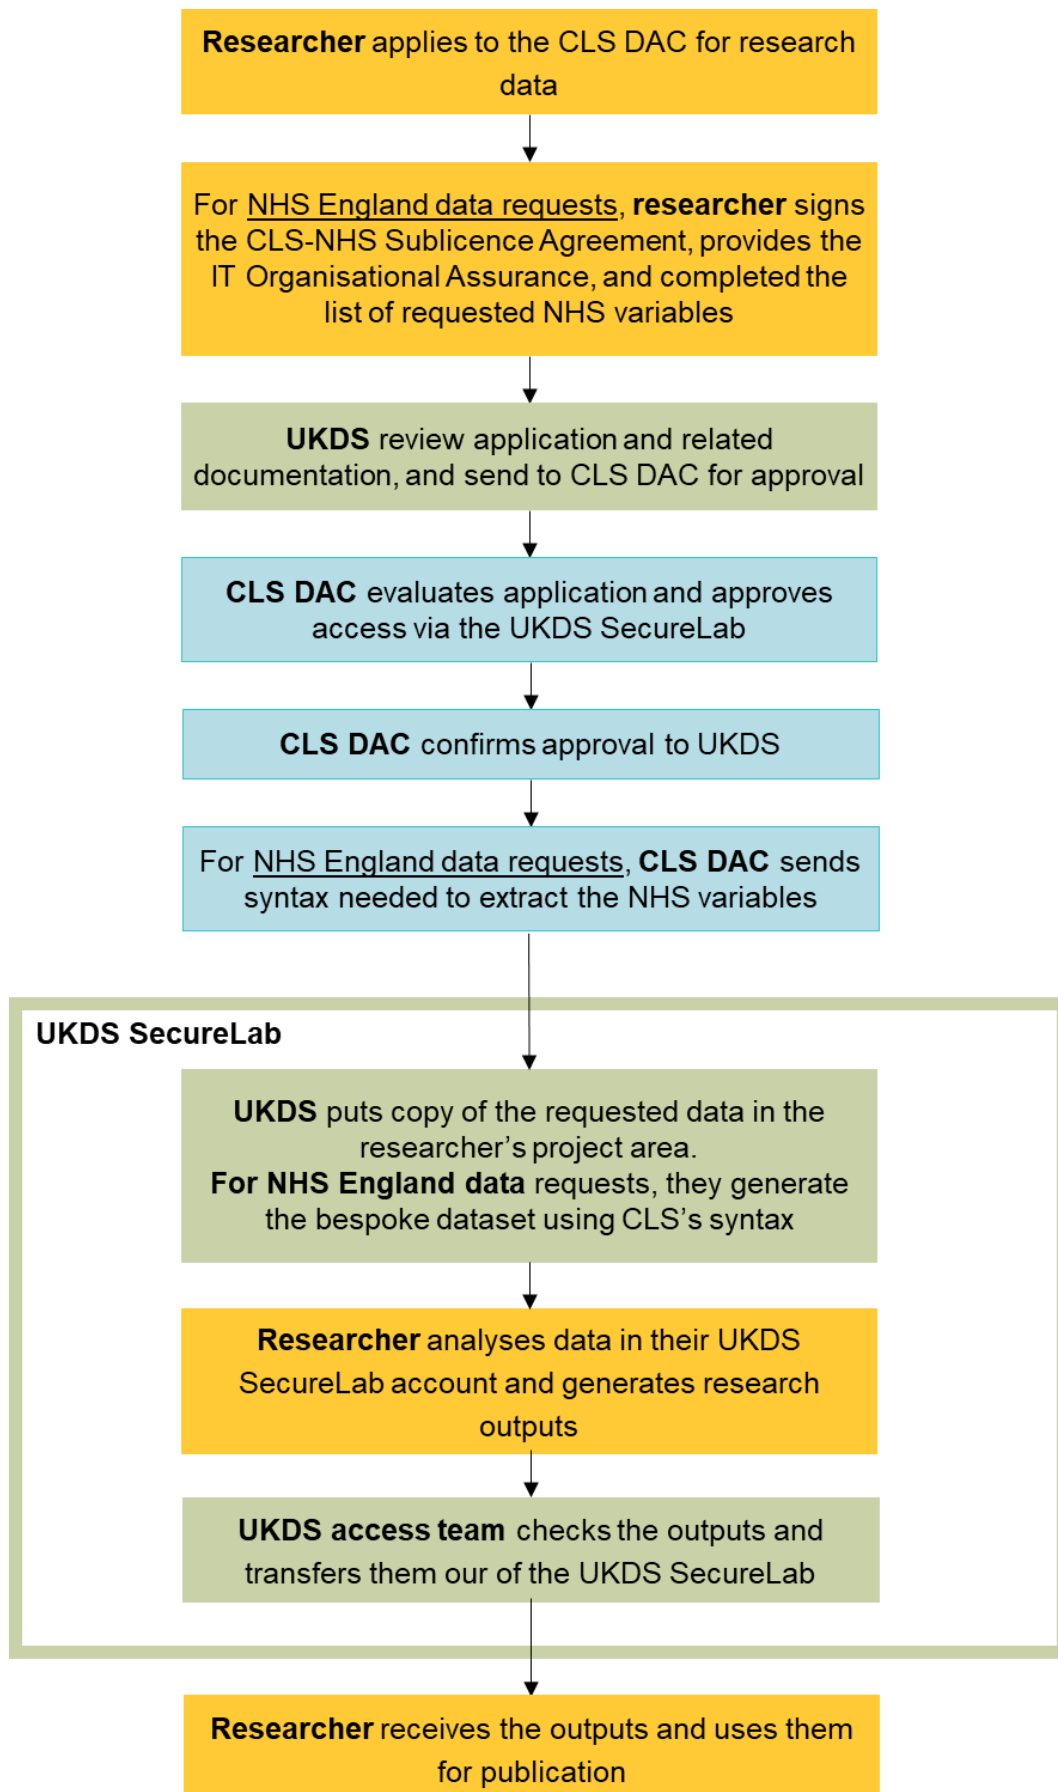 Researcher applies to the CLS DAC for research
data
For NHS England data requests, researcher signs
the CLS-NHS Sublicence Agreement, provides the
IT Organisational Assurance, and completed the
list of requested NHS variables
UKDS review application and related
documentation, and send to CLS DAC for approval
CLS DAC evaluates application and approves
access via the UKDS SecureLab
CLS DAC confirms approval to UKDS
For NHS England data requests, CLS DAC sends
syntax needed to extract the NHS variables
UKDS SecureLab
UKDS puts copy of the requested data in the
researcher's project area.
For NHS England data requests, they generate
the bespoke dataset using CLS's syntax
Researcher analyses data in their UKDS
SecureLab account and generates research
outputs
UKDS access team checks the outputs and
transfers them our of the UKDS SecureLab
Researcher receives the outputs and uses them
for publication